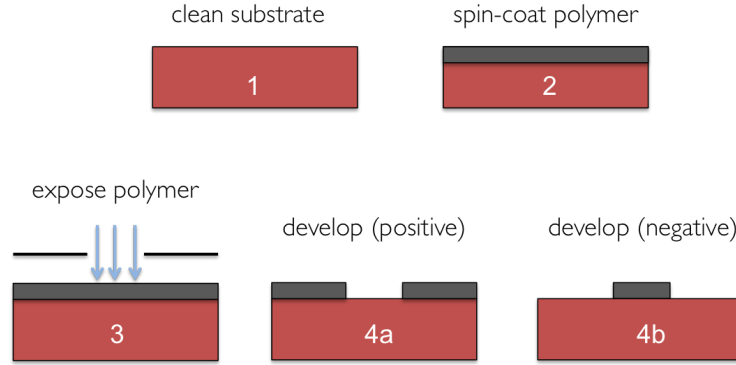 clean substrate
spin-coat polymer
1
2
expose polymer
develop (positive)
develop (negative)
3
4a
4b